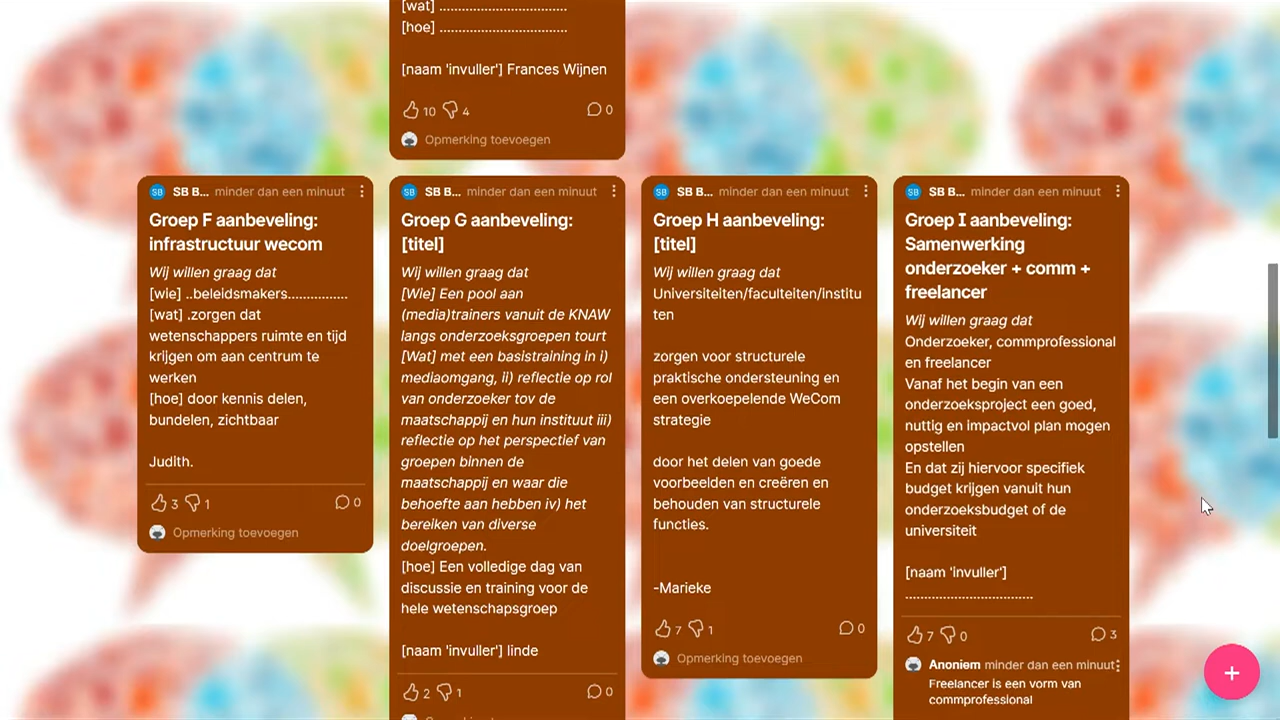 [wat] ................................
[hoe] ................................
[naam 'invuller'] Frances Wijnen
10 4 0
Opmerking toevoegen
SB SB B... minder dan een minuut
Groep F aanbeveling:
infrastructuur wecom
Wij willen graag dat
[wie] ..beleidsmakers...............
[wat] .zorgen dat
wetenschappers ruimte en tijd
krijgen om aan centrum te
werken
[hoe] door kennis delen,
bundelen, zichtbaar
Judith.
3 1 0
Opmerking toevoegen
SB SB B... minder dan een minuut
Groep G aanbeveling:
[titel]
Wij willen graag dat
[Wie] Een pool aan
(media)trainers vanuit de KNAW
langs onderzoeksgroepen tourt
[Wat] met een basistraining in i)
mediaomgang, ii) reflectie op rol
van onderzoeker tov de
maatschappij en hun instituut iii)
reflectie op het perspectief van
groepen binnen de
maatschappij en waar die
behoefte aan hebben iv) het
bereiken van diverse
doelgroepen.
[hoe] Een volledige dag van
discussie en training voor de
hele wetenschapsgroep
[naam 'invuller'] linde
2 1 0
SB SB B... minder dan een minuut
Groep H aanbeveling:
[titel]
Wij willen graag dat
Universiteiten/faculteiten/institu
ten
zorgen voor structurele
praktische ondersteuning en
een overkoepelende WeCom
strategie
door het delen van goede
voorbeelden en creëren en
behouden van structurele
functies.
-Marieke
7 1 0
Opmerking toevoegen
SB SB B... minder dan een minuut
Groep I aanbeveling:
Samenwerking
onderzoeker + comm +
freelancer
Wij willen graag dat
Onderzoeker, commprofessional
en freelancer
Vanaf het begin van een
onderzoeksproject een goed,
nuttig en impactvol plan mogen
opstellen
En dat zij hiervoor specifiek
budget krijgen vanuit hun
onderzoeksbudget of de
universiteit
[naam 'invuller']
................................
7 0 3
Anoniem minder dan een minuut
Freelancer is een vorm van
commprofessional